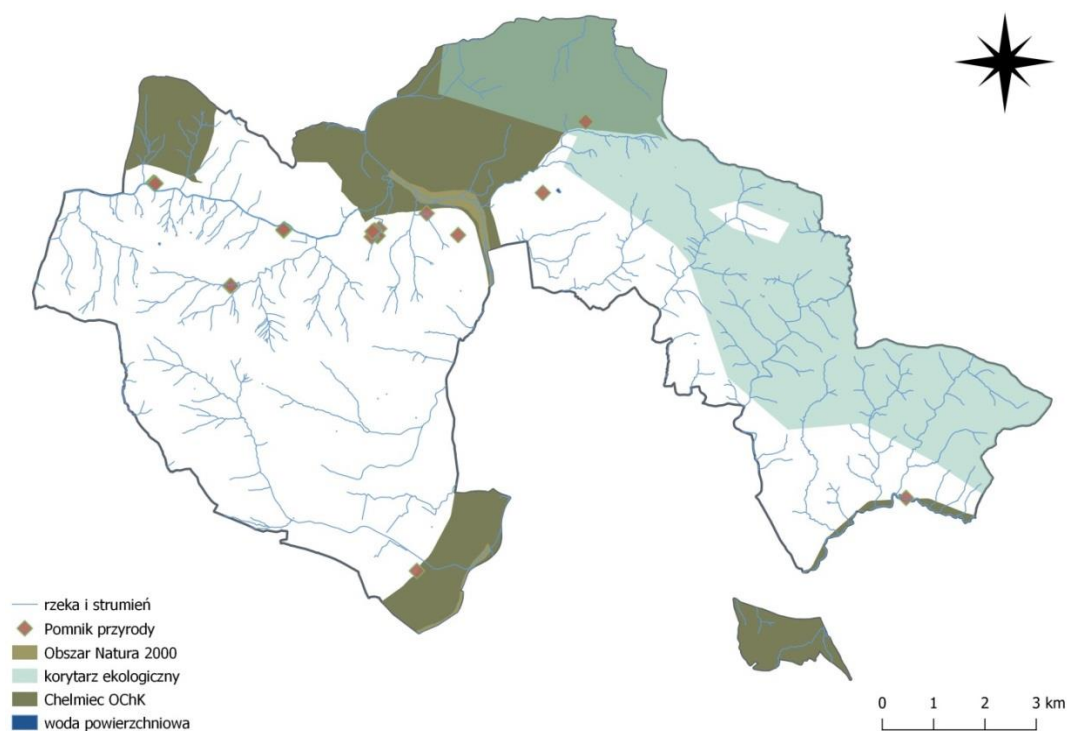 rzeka i strumień
Pomnik przyrody
Obszar Natura 2000
korytarz ekologiczny
Chelmiec OChK
woda powierzchniowa
0 1 2 3 km